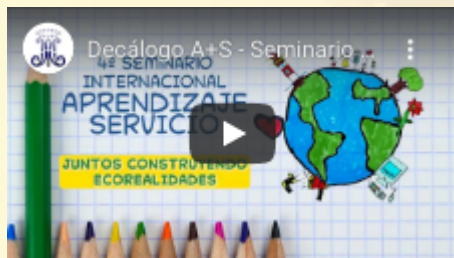 Decálogo A+S - Seminario
4º SEMINARIO
INTERNACIONAL
APRENDIZAJE
SERVICIO
JUNTOS CONSTRUYENDO
ECOREALIDADES